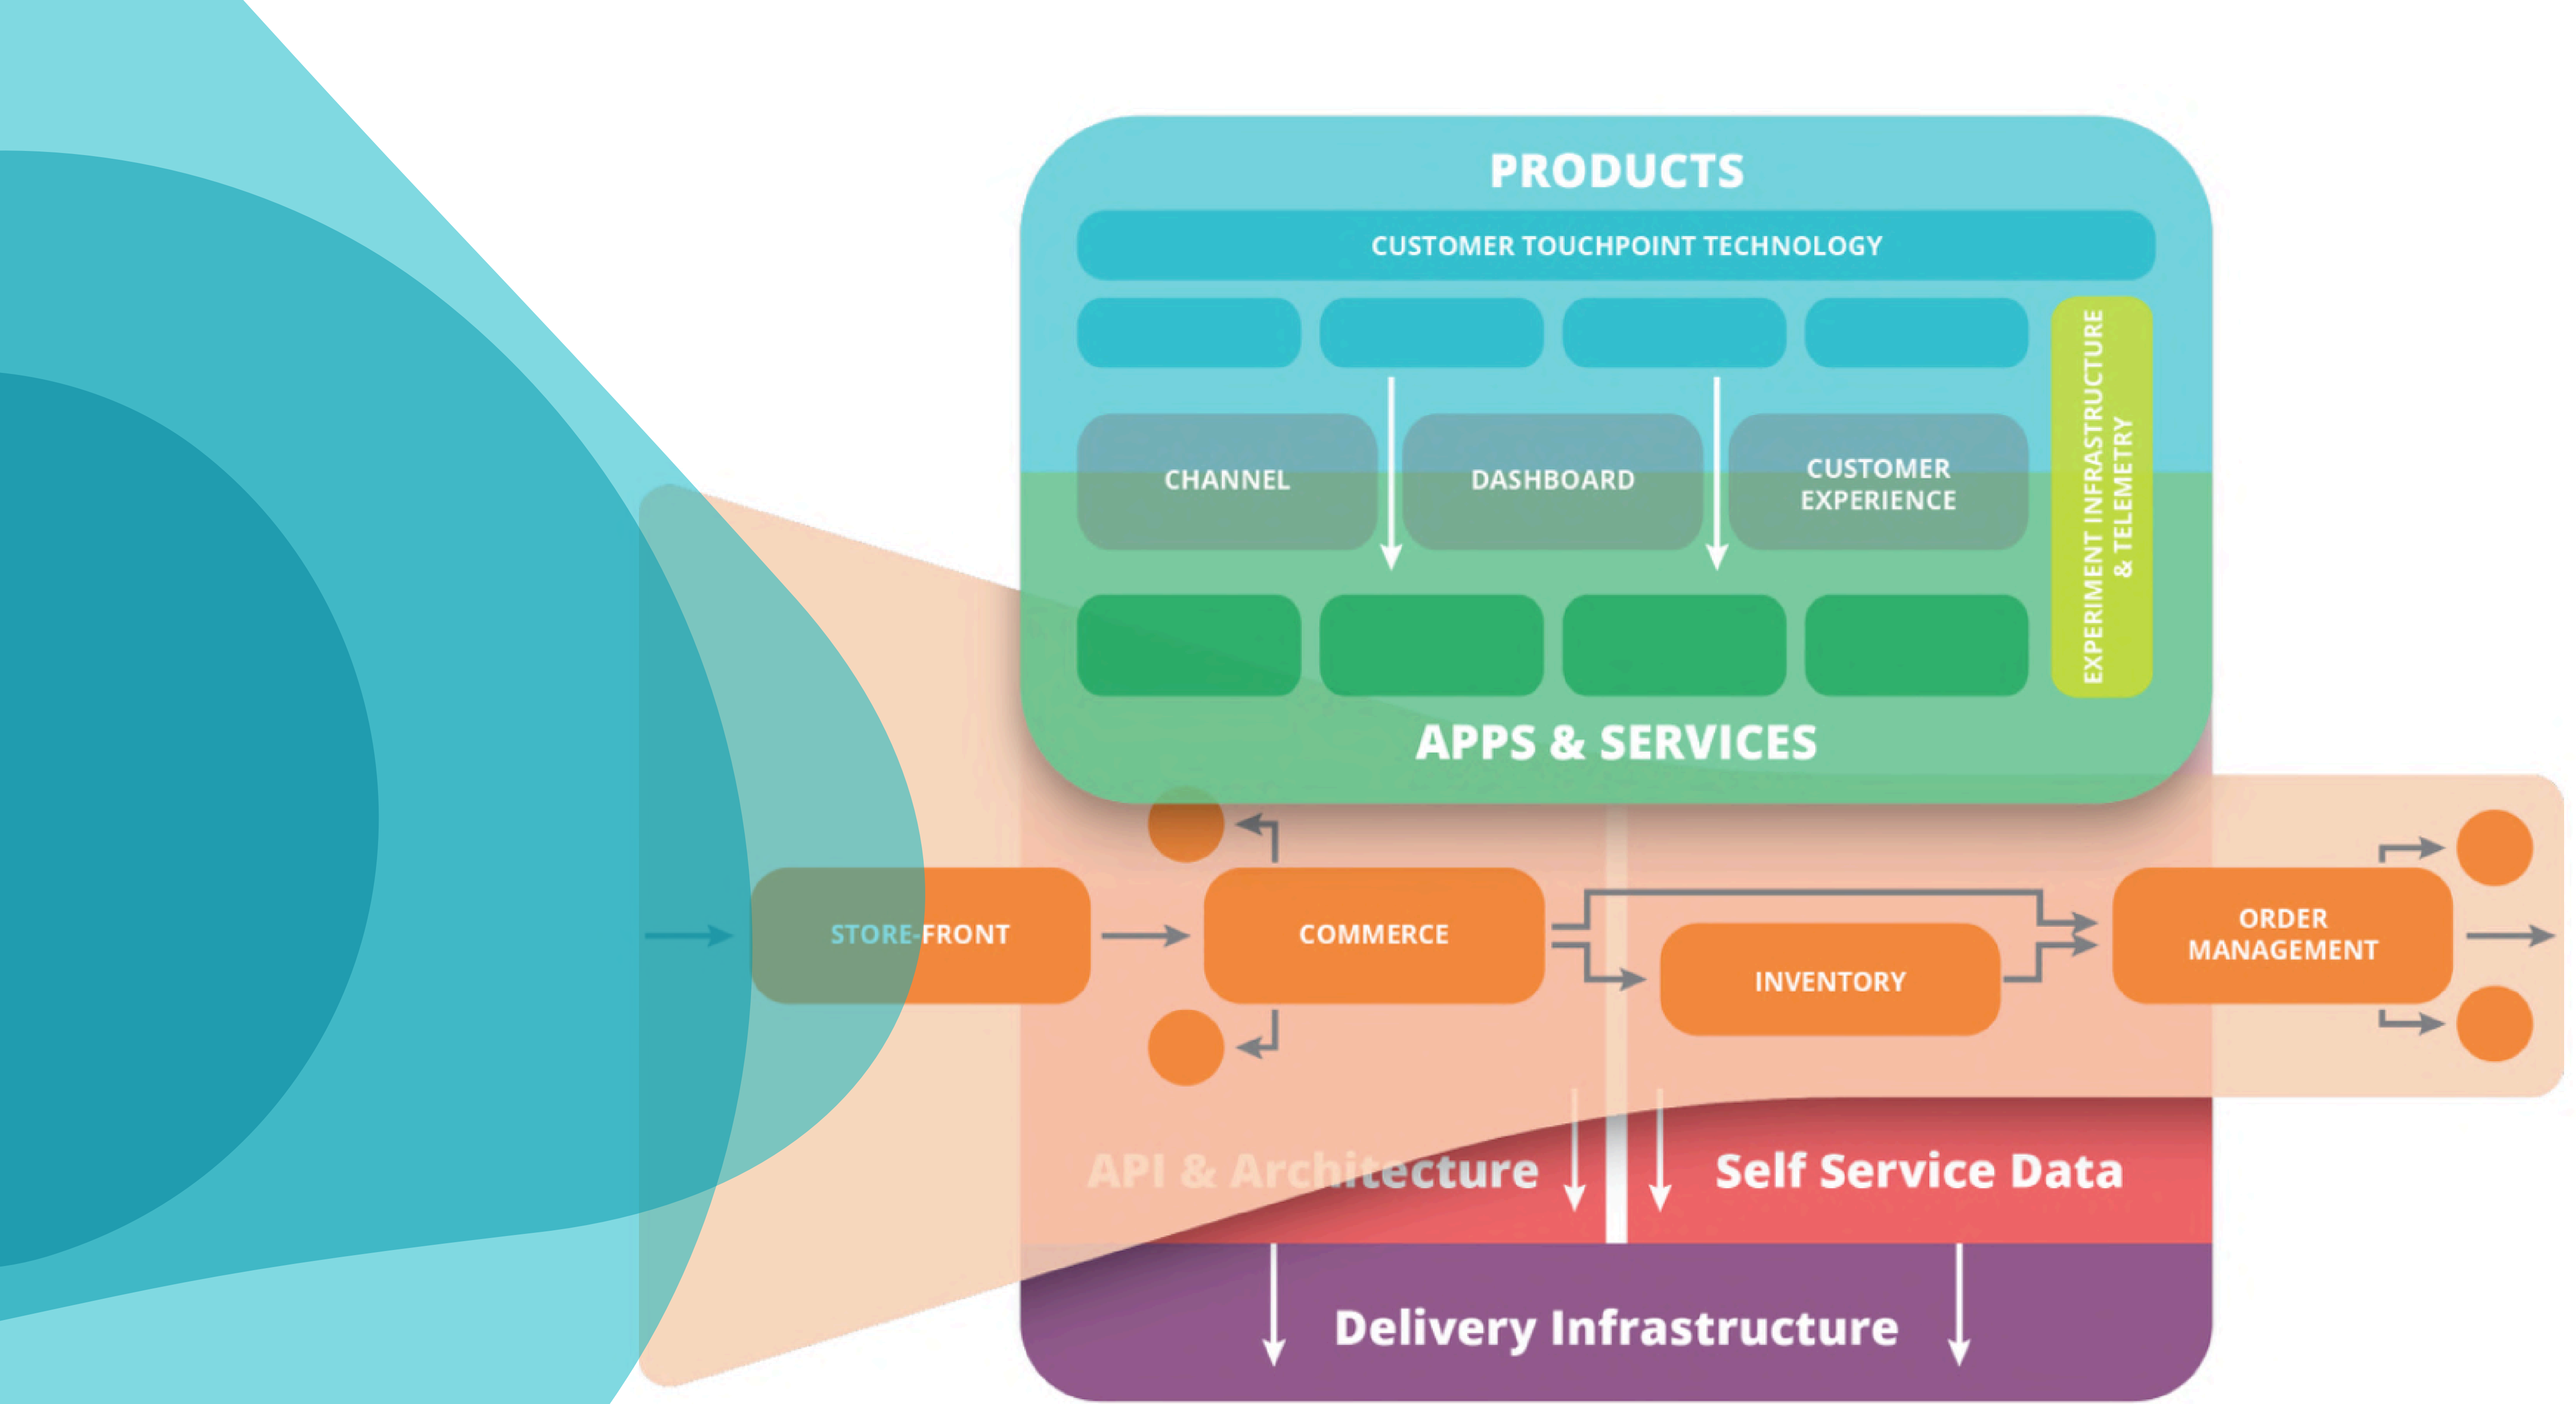 PRODUCTS
CUSTOMER TOUCHPOINT TECHNOLOGY
EXPERIMENT INFRASTRUCTURE
& TELEMETRY
CHANNEL
DASHBOARD
CUSTOMER
EXPERIENCE
APPS & SERVICES
STORE-FRONT
COMMERCE
INVENTORY
ORDER
MANAGEMENT
API & Architecture
Self Service Data
Delivery Infrastructure